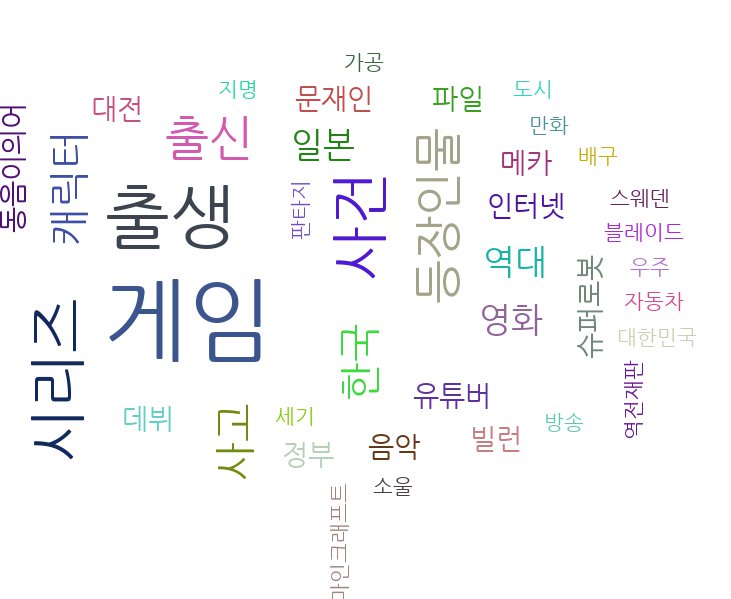 가공
지명
대전
문재인
파일
도시
동음이의어
캐릭터
출신
일본
만화
메카
배구
출생
판타지
사건
등장인물
인터넷
스웨덴
블레이드
게임
역대
슈퍼로봇
우주
시리즈
한국
영화
자동차
대한민국
유튜버
역전재판
데뷔
사고
세기
정부
음악
빌런
방송
소울
마인크래프트